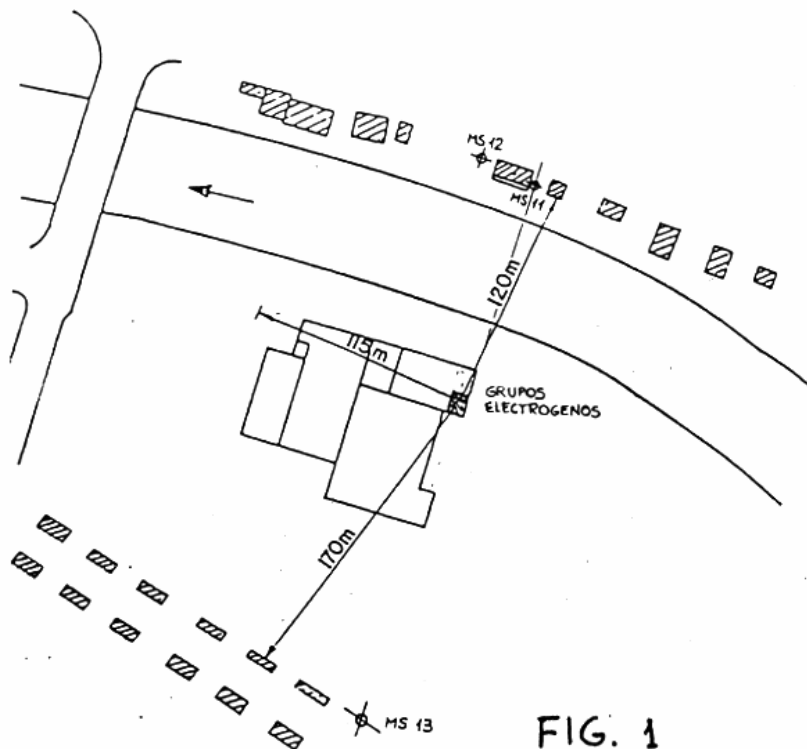 MS 12
MS 11
120m
115m
GRUPOS
ELECTROGENOS
170m
MS 13
FIG. 1